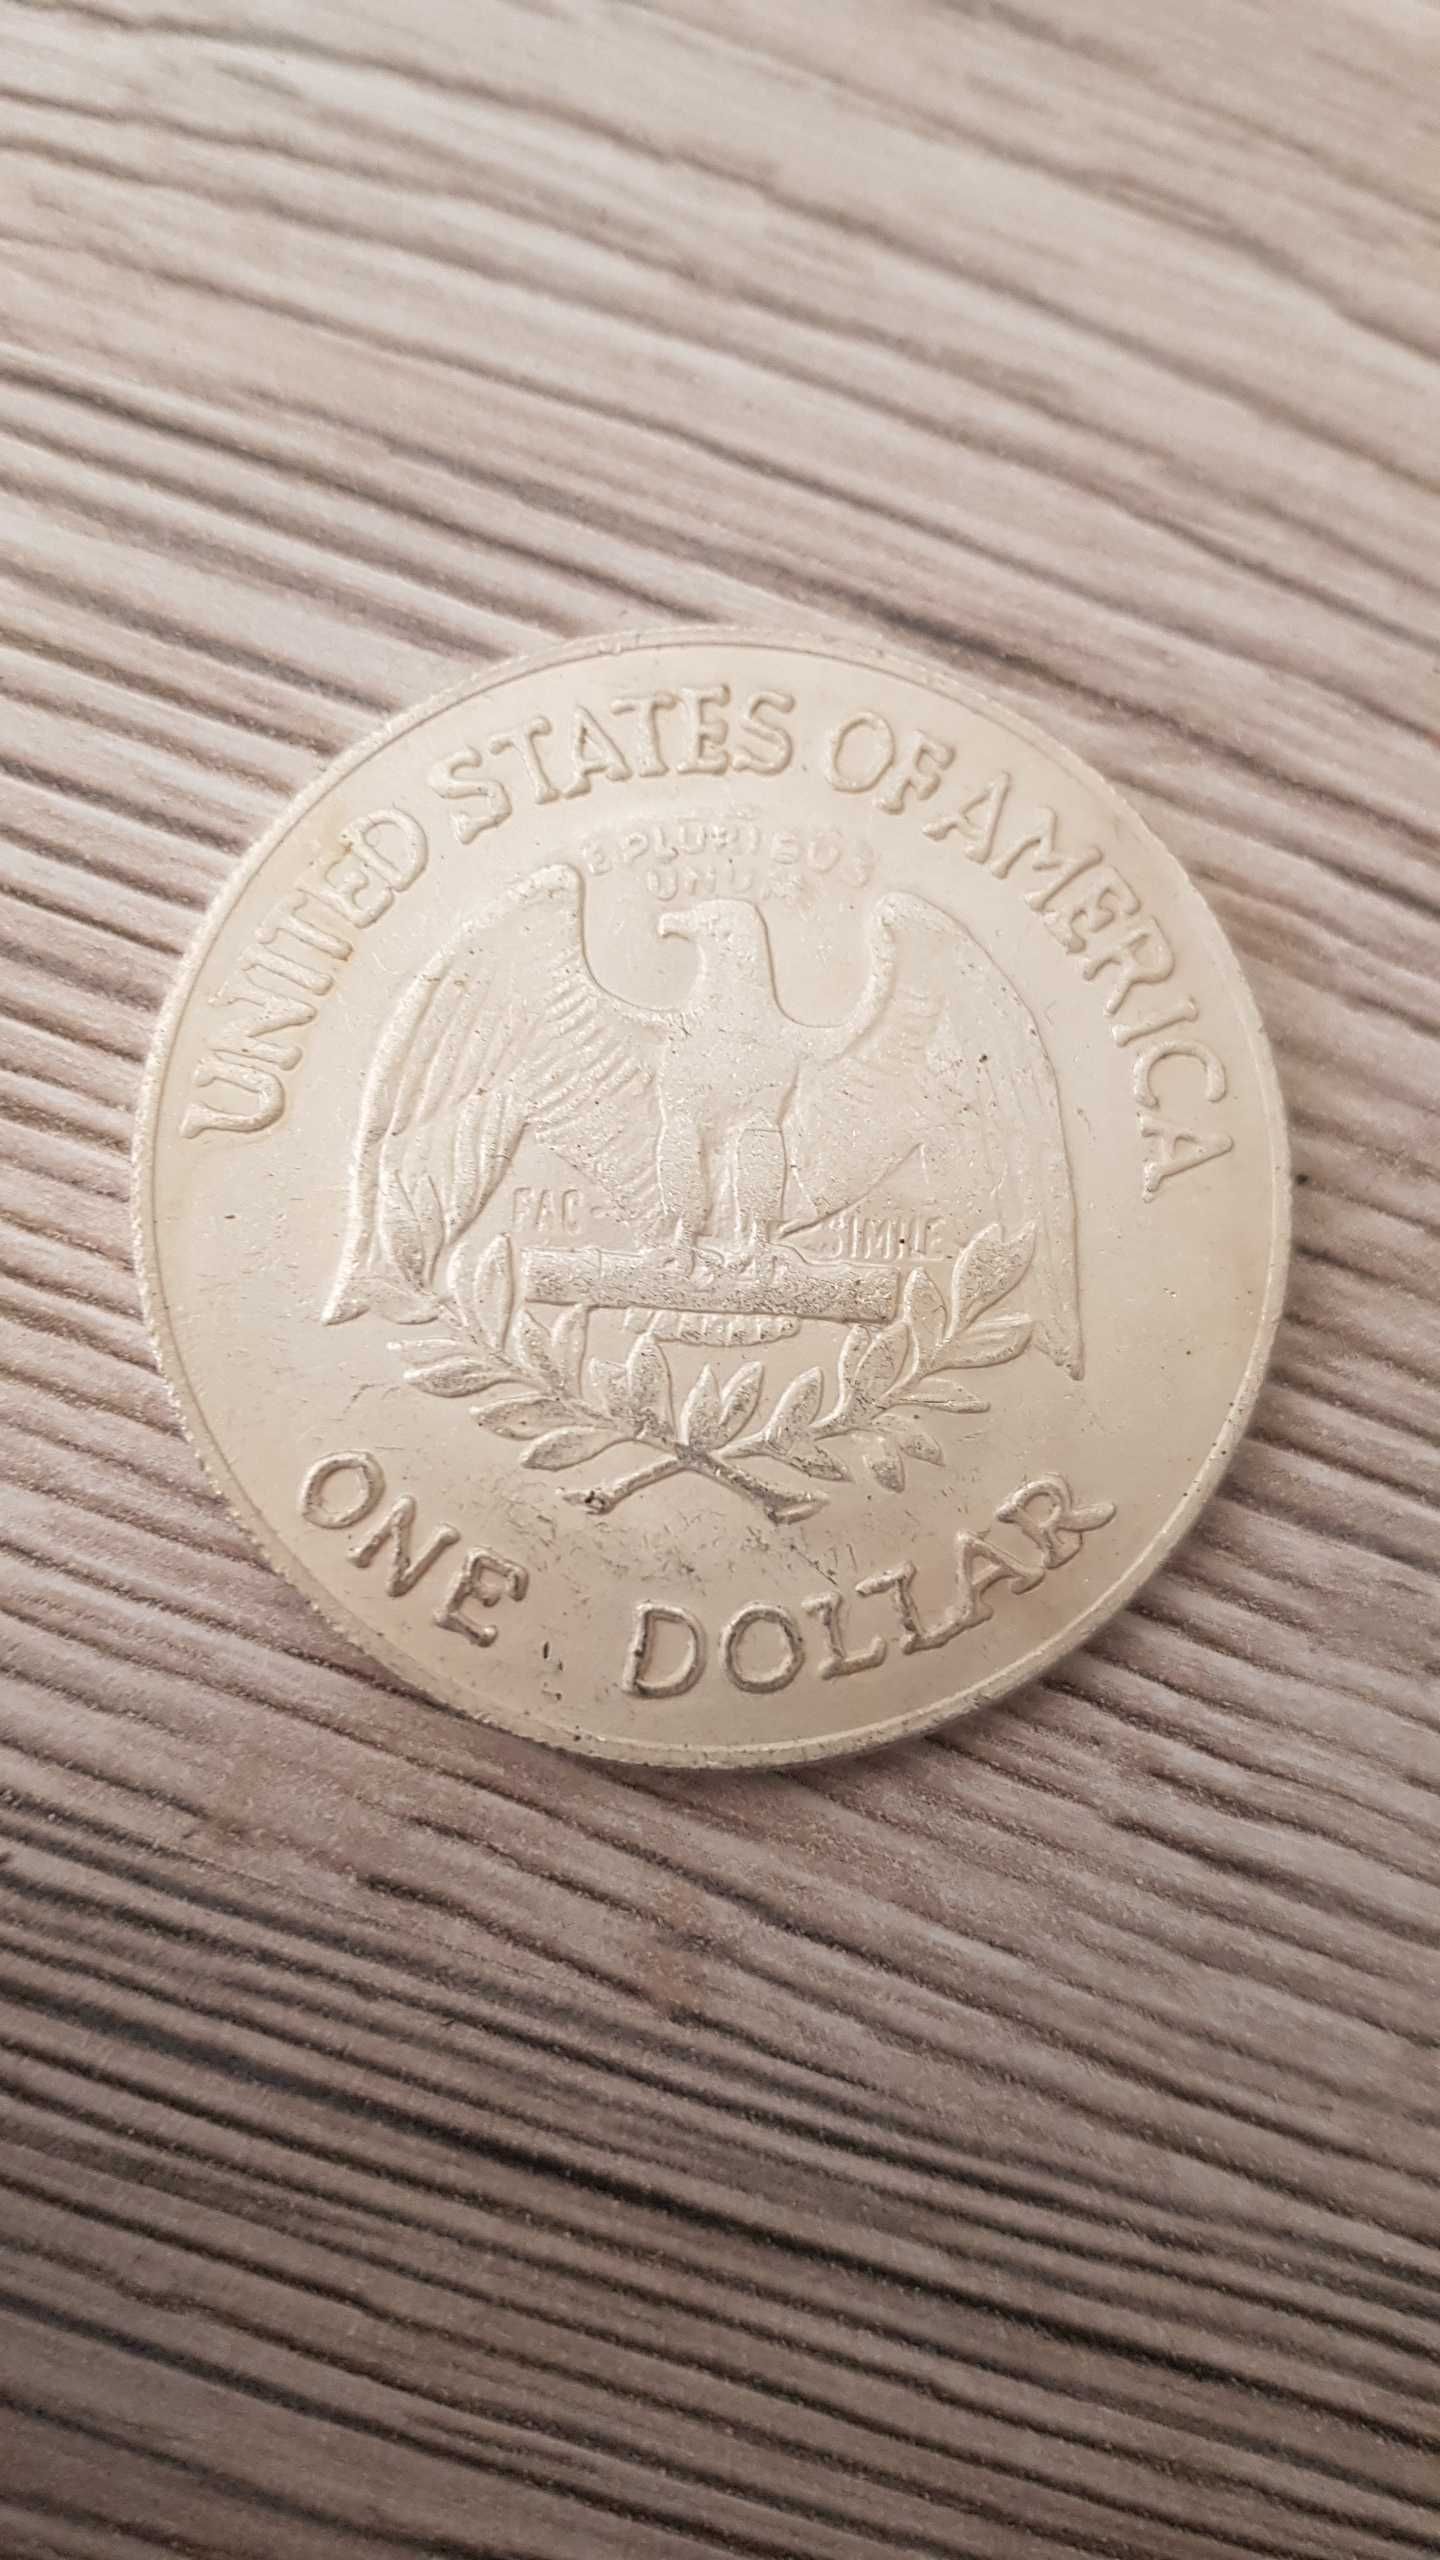 UNITED STATES OF AMERICA
E PLURIBUS
UNUM
FAC - SIMILE
ONE DOLLAR